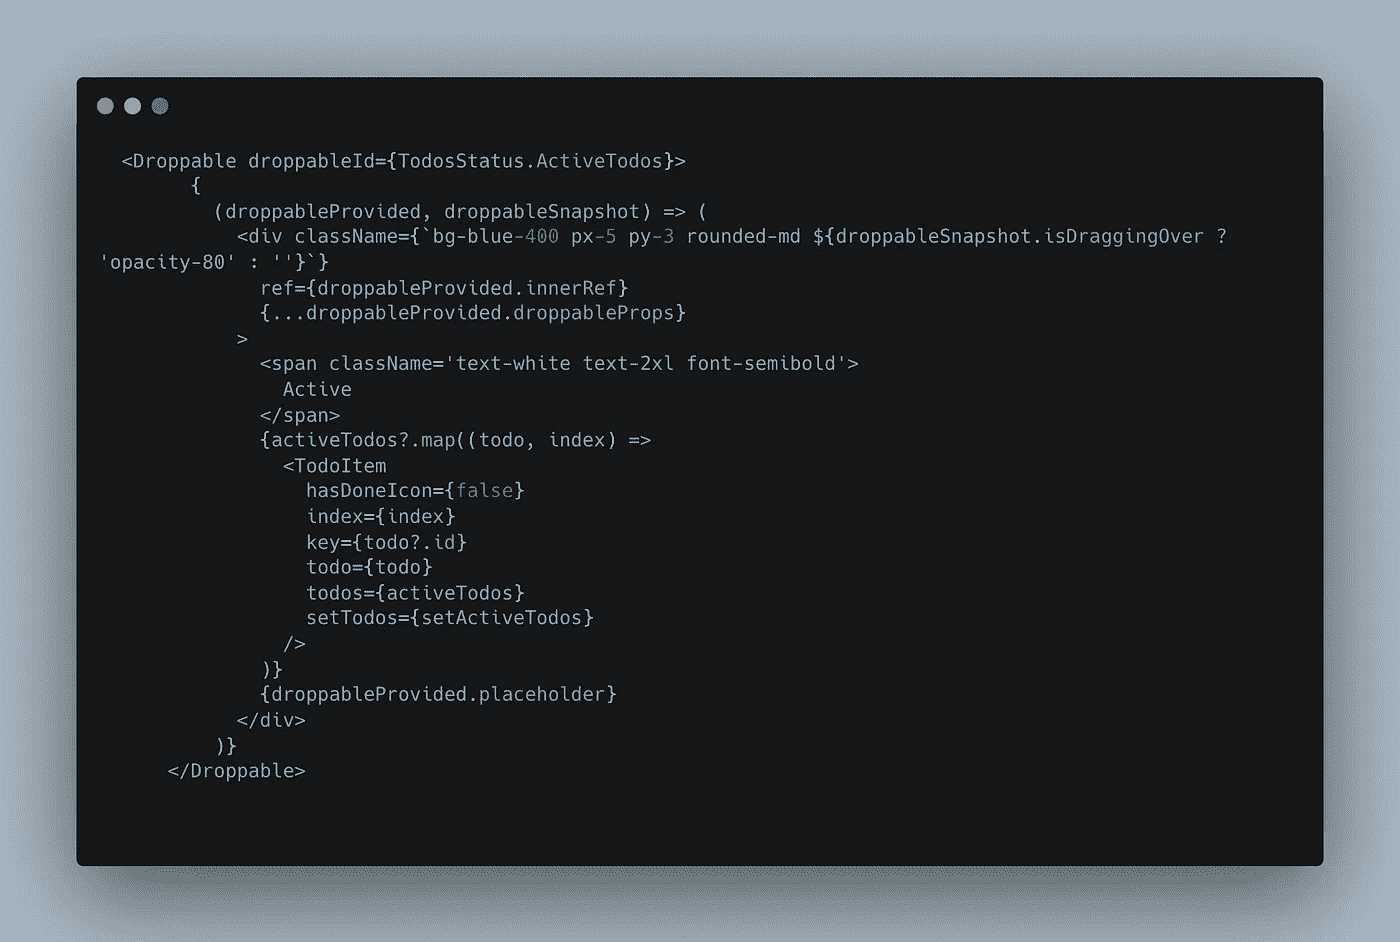 <Droppable droppableId={TodosStatus.ActiveTodos}>
{
(droppableProvided, droppableSnapshot) => (
<div className={`bg-blue-400 px-5 py-3 rounded-md ${droppableSnapshot.isDraggingOver ?
'opacity-80' : ''}`}
ref={droppableProvided.innerRef}
{...droppableProvided.droppableProps}
>
<span className='text-white text-2xl font-semibold'>
Active
</span>
{activeTodos?.map((todo, index) =>
<TodoItem
hasDoneIcon={false}
index={index}
key={todo?.id}
todo={todo}
todos={activeTodos}
setTodos={setActiveTodos}
/>
)}
{droppableProvided.placeholder}
</div>
)}
</Droppable>